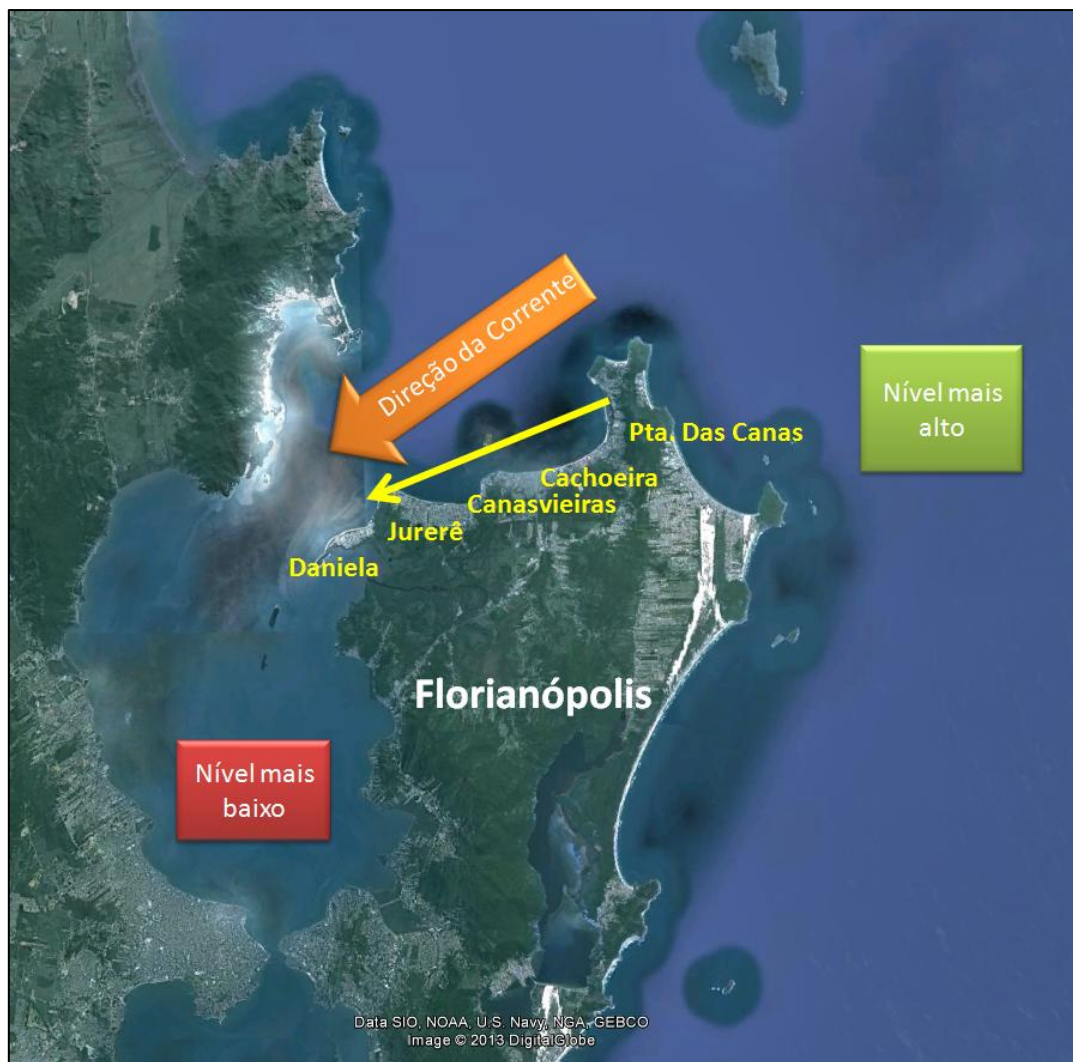 Direção da Corrente
Nível mais
alto
Pta. Das Canas
Cachoeira
Canasvieiras
Jurerê
Daniela
Florianópolis
Nível mais
baixo
Data SIO, NOAA, U.S. Navy, NGA, GEBCO
Image © 2013 DigitalGlobe